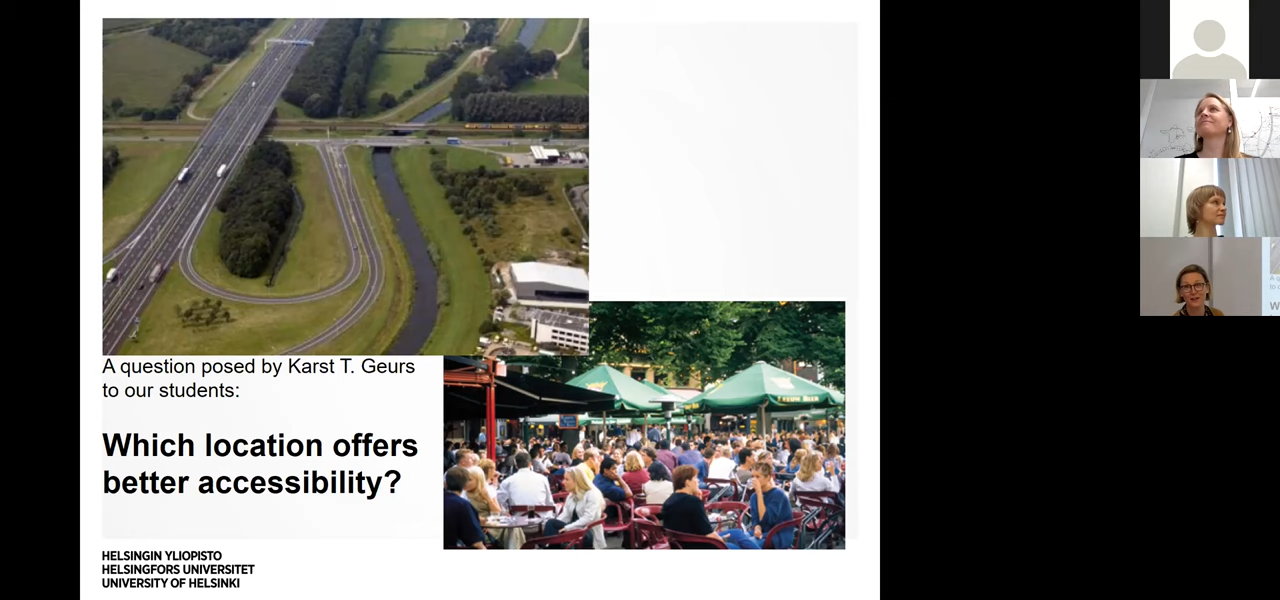 A question posed by Karst T. Geurs
to our students:
Which location offers
better accessibility?
HELSINGIN YLIOPISTO
HELSINGFORS UNIVERSITET
UNIVERSITY OF HELSINKI